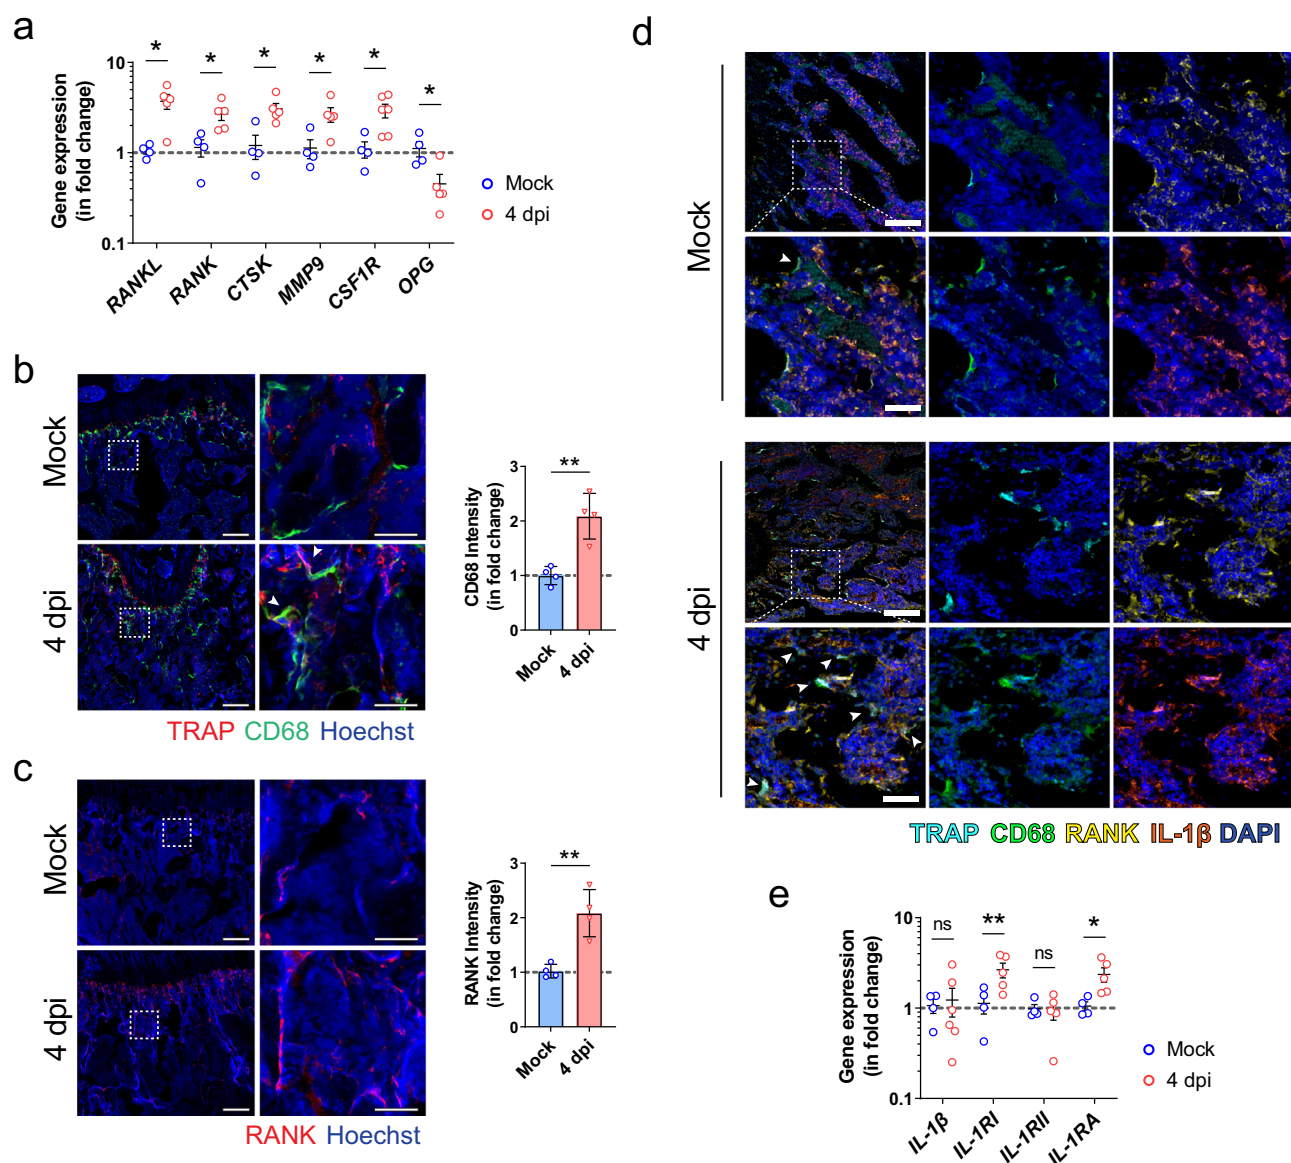 a
Gene expression
(in fold change)
10
1
0.1
* * * * * *
RANKL RANK CTSK MMP9 CSF1R OPG
Mock
4 dpi
b
Mock
4 dpi
TRAP CD68 Hoechst
CD68 Intensity
(in fold change)
3
2
1
0
**
Mock 4 dpi
c
Mock
4 dpi
RANK Hoechst
RANK Intensity
(in fold change)
3
2
1
0
**
Mock 4 dpi
d
Mock
4 dpi
TRAP CD68 RANK IL-1β DAPI
e
Gene expression
(in fold change)
10
1
0.1
ns ** ns *
IL-1β IL-1RI IL-1RII IL-1RA
Mock
4 dpi